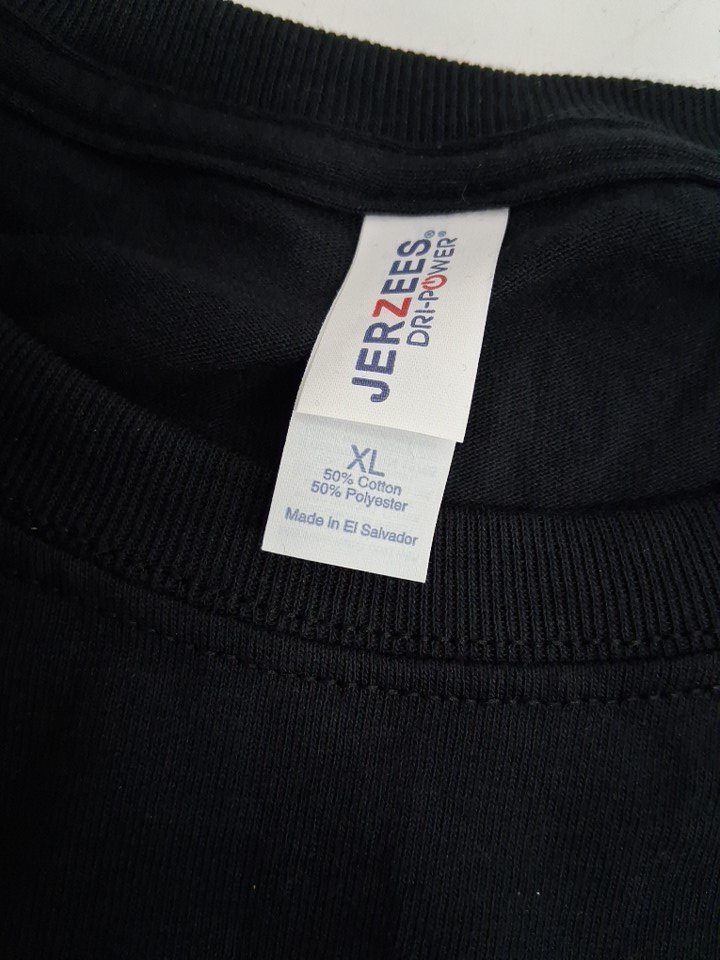 JERZEES®
DRI-POWER®
XL
50% Cotton
50% Polyester
Made in El Salvador